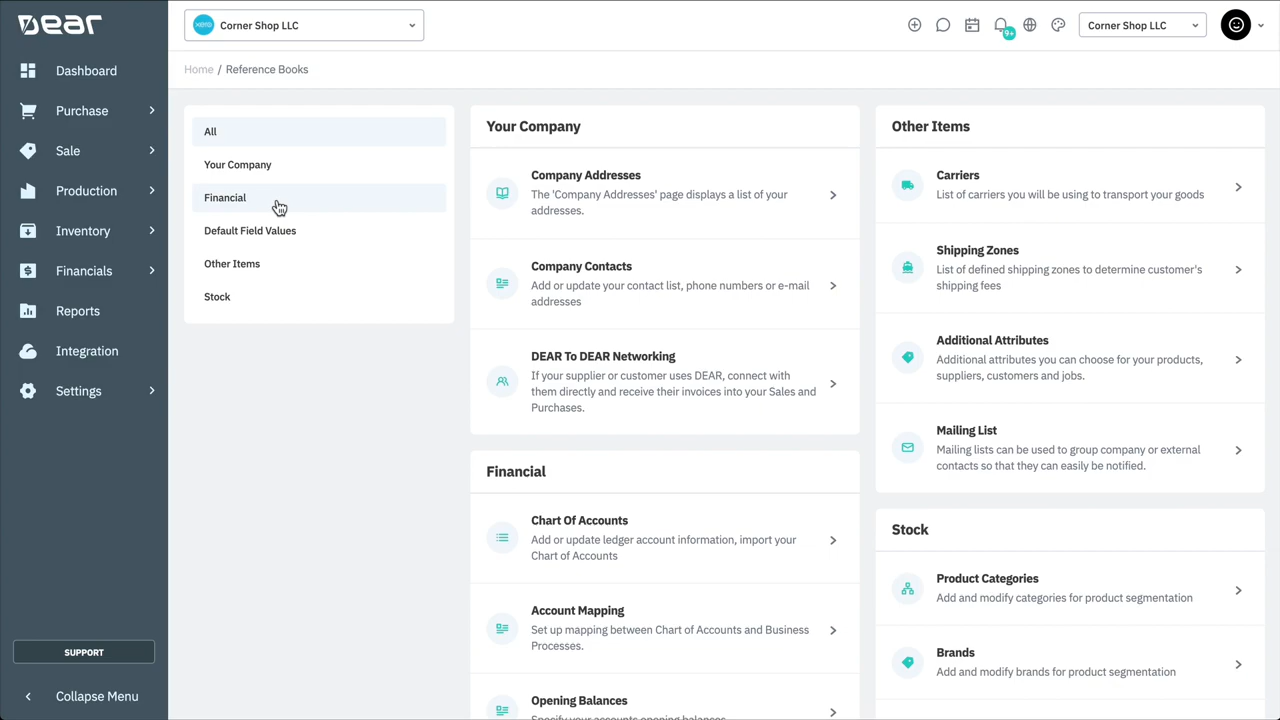 DEAR
Dashboard
Purchase
Sale
Production
Inventory
Financials
Reports
Integration
Settings
SUPPORT
Collapse Menu
xero
Corner Shop LLC
9+
Corner Shop LLC
Home / Reference Books
All
Your Company
Financial
Default Field Values
Other Items
Stock
Your Company
Company Addresses
The 'Company Addresses' page displays a list of your
addresses.
Company Contacts
Add or update your contact list, phone numbers or e-mail
addresses
DEAR To DEAR Networking
If your supplier or customer uses DEAR, connect with
them directly and receive their invoices into your Sales and
Purchases.
Financial
Chart Of Accounts
Add or update ledger account information, import your
Chart of Accounts
Account Mapping
Set up mapping between Chart of Accounts and Business
Processes.
Opening Balances
Specify your accounts opening balances
Other Items
Carriers
List of carriers you will be using to transport your goods
Shipping Zones
List of defined shipping zones to determine customer's
shipping fees
Additional Attributes
Additional attributes you can choose for your products,
suppliers, customers and jobs.
Mailing List
Mailing lists can be used to group company or external
contacts so that they can easily be notified.
Stock
Product Categories
Add and modify categories for product segmentation
Brands
Add and modify brands for product segmentation